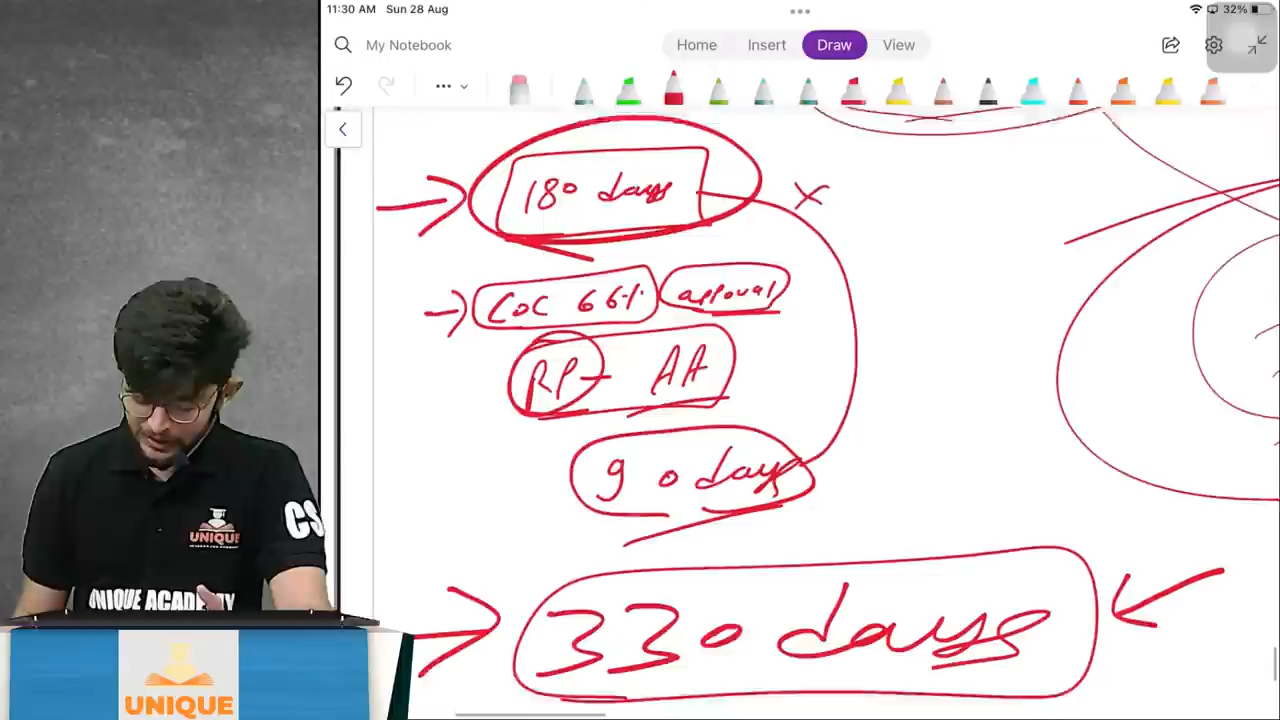 11:30 AM Sun 28 Aug
32%
My Notebook
Home Insert Draw View
180 days X
COC 66%
RP - AA
90 days
330 days
CS
UNIQUE
UNIQUE ACADEMY
UNIQUE